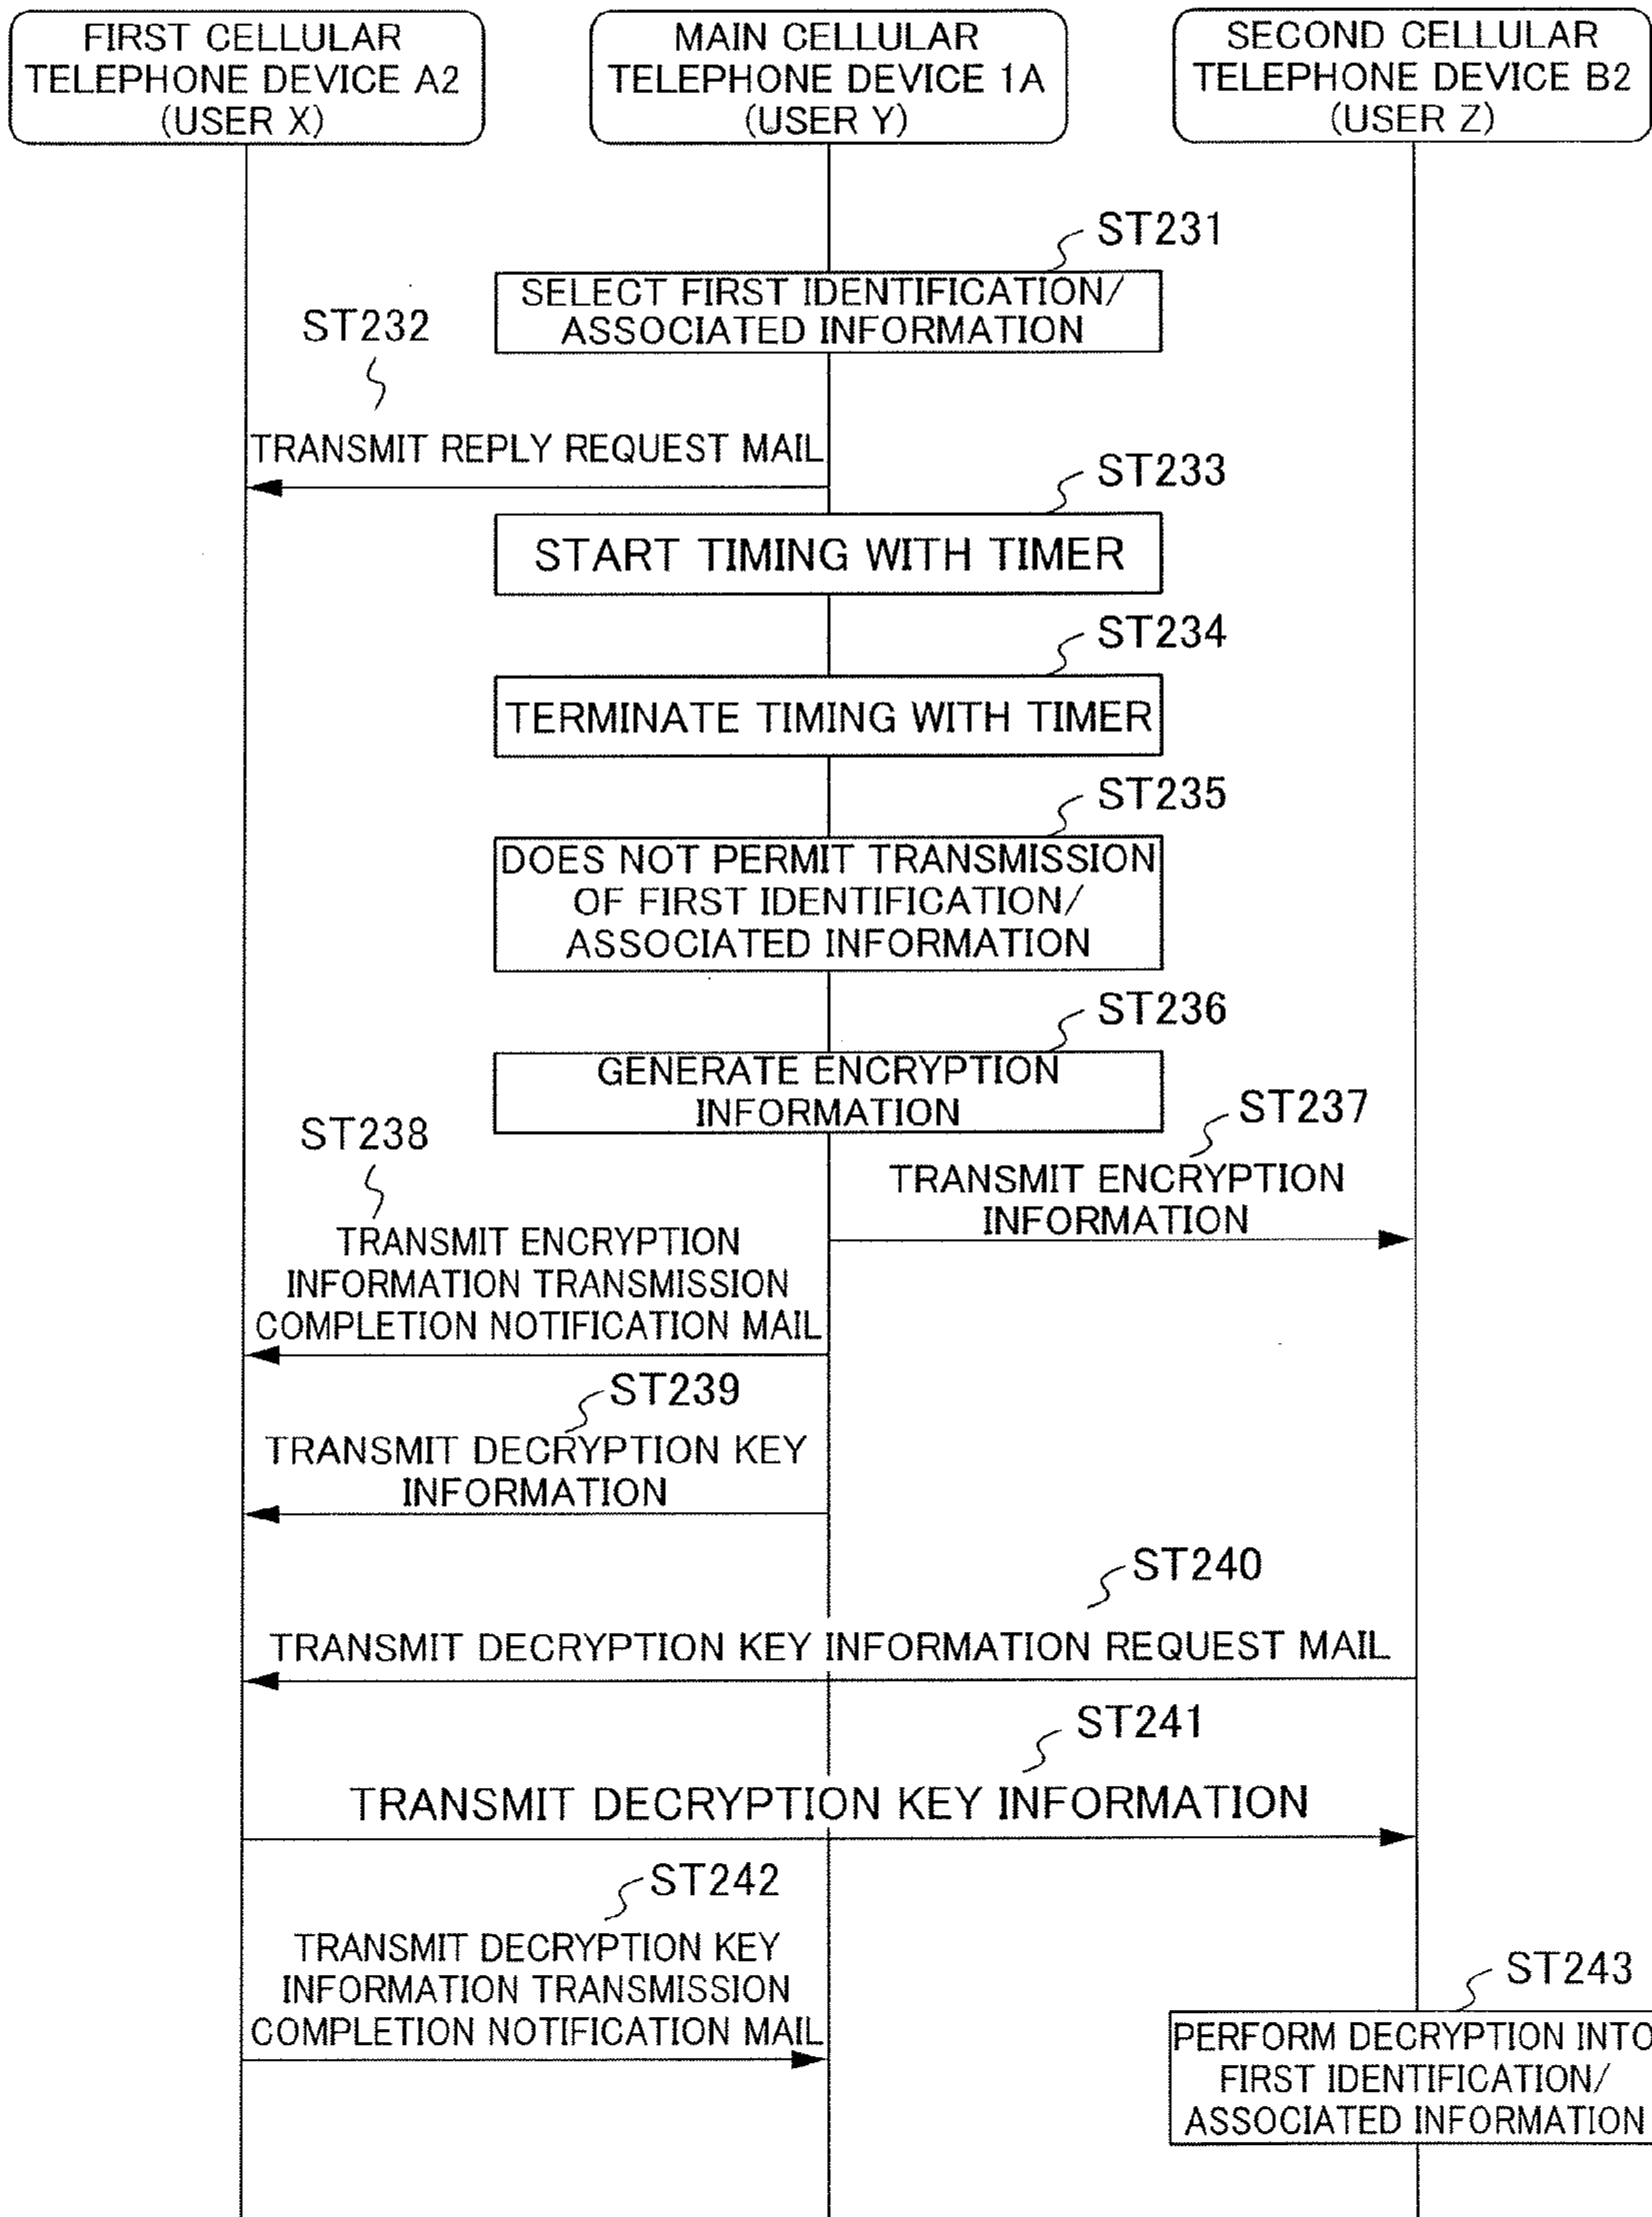 FIRST CELLULAR
TELEPHONE DEVICE A2
(USER X)
MAIN CELLULAR
TELEPHONE DEVICE 1A
(USER Y)
SECOND CELLULAR
TELEPHONE DEVICE B2
(USER Z)
ST231
SELECT FIRST IDENTIFICATION/
ASSOCIATED INFORMATION
ST232
TRANSMIT REPLY REQUEST MAIL
ST233
START TIMING WITH TIMER
ST234
TERMINATE TIMING WITH TIMER
ST235
DOES NOT PERMIT TRANSMISSION
OF FIRST IDENTIFICATION/
ASSOCIATED INFORMATION
ST236
GENERATE ENCRYPTION
INFORMATION
ST237
TRANSMIT ENCRYPTION
INFORMATION
ST238
TRANSMIT ENCRYPTION
INFORMATION TRANSMISSION
COMPLETION NOTIFICATION MAIL
ST239
TRANSMIT DECRYPTION KEY
INFORMATION
ST240
TRANSMIT DECRYPTION KEY INFORMATION REQUEST MAIL
ST241
TRANSMIT DECRYPTION KEY INFORMATION
ST242
TRANSMIT DECRYPTION KEY
INFORMATION TRANSMISSION
COMPLETION NOTIFICATION MAIL
ST243
PERFORM DECRYPTION INTO
FIRST IDENTIFICATION/
ASSOCIATED INFORMATION